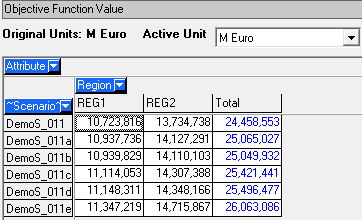 Objective Function Value
Original Units: M Euro Active Unit M Euro
Attribute
Region
~Scenario~ REG1 REG2 Total
DemoS_011 10,723,816 13,734,738 24,458,553
DemoS_011a 10,937,736 14,127,291 25,065,027
DemoS_011b 10,939,829 14,110,103 25,049,932
DemoS_011c 11,114,053 14,307,388 25,421,441
DemoS_011d 11,148,311 14,348,166 25,496,477
DemoS_011e 11,347,219 14,715,867 26,063,086